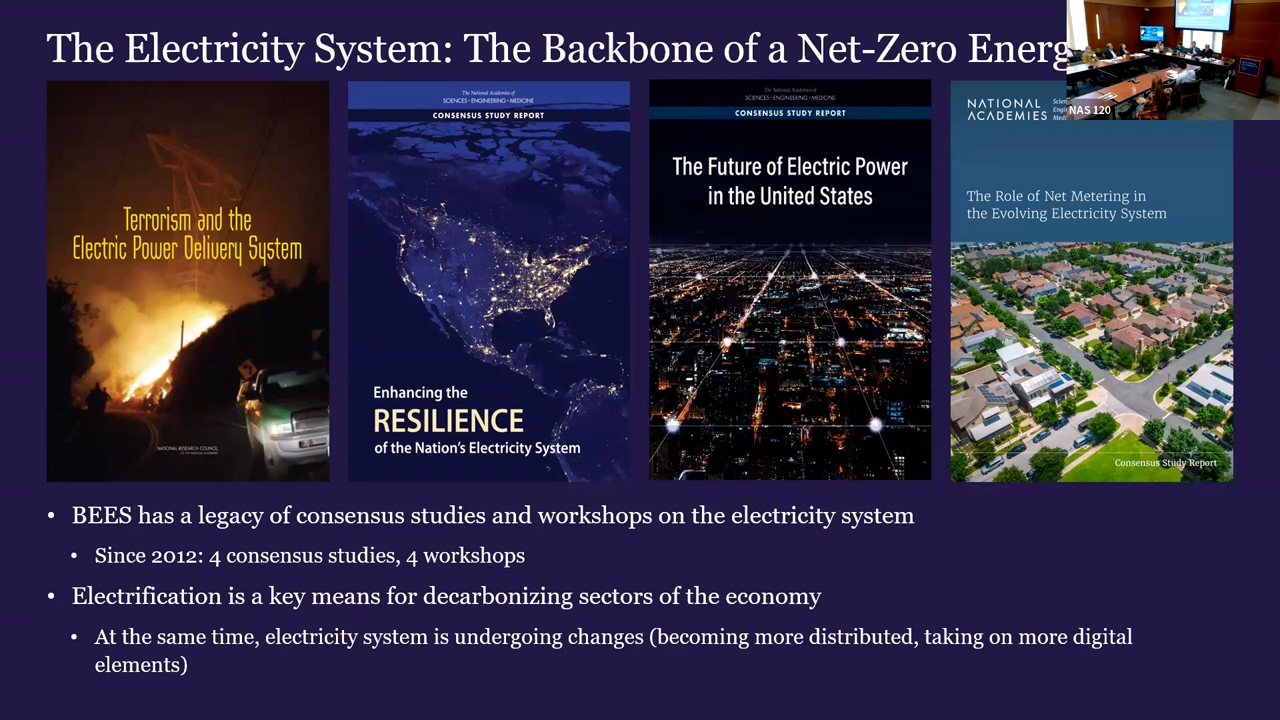 The Electricity System: The Backbone of a Net-Zero Energ
NAS 120
Terrorism and the
Electric Power Delivery System
NATIONAL RESEARCH COUNCIL
OF THE NATIONAL ACADEMIES
The National Academies of
SCIENCES • ENGINEERING • MEDICINE
CONSENSUS STUDY REPORT
Enhancing the
RESILIENCE
of the Nation's Electricity System
The National Academies of
SCIENCES • ENGINEERING • MEDICINE
CONSENSUS STUDY REPORT
The Future of Electric Power
in the United States
NATIONAL
ACADEMIES
The Role of Net Metering in
the Evolving Electricity System
Consensus Study Report
• BEES has a legacy of consensus studies and workshops on the electricity system
• Since 2012: 4 consensus studies, 4 workshops
• Electrification is a key means for decarbonizing sectors of the economy
• At the same time, electricity system is undergoing changes (becoming more distributed, taking on more digital
elements)